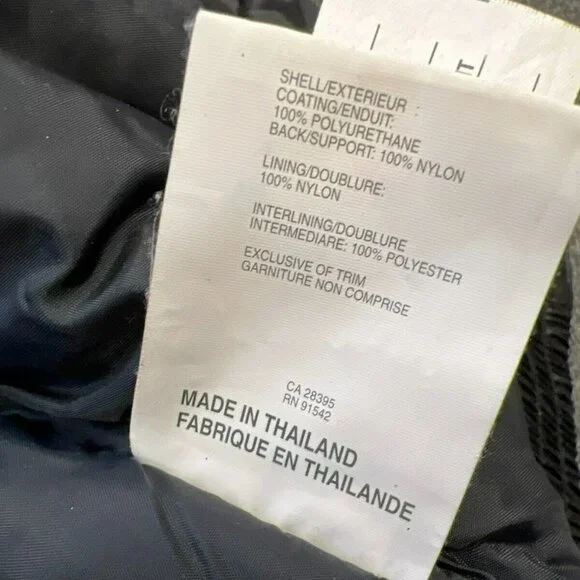 SHELL/EXTERIEUR
COATING/ENDUIT:
100% POLYURETHANE
BACK/SUPPORT: 100% NYLON
LINING/DOUBLURE:
100% NYLON
INTERLINING/DOUBLURE
INTERMEDIARE: 100% POLYESTER
EXCLUSIVE OF TRIM
GARNITURE NON COMPRISE
CA 28395
RN 91542
MADE IN THAILAND
FABRIQUE EN THAILANDE